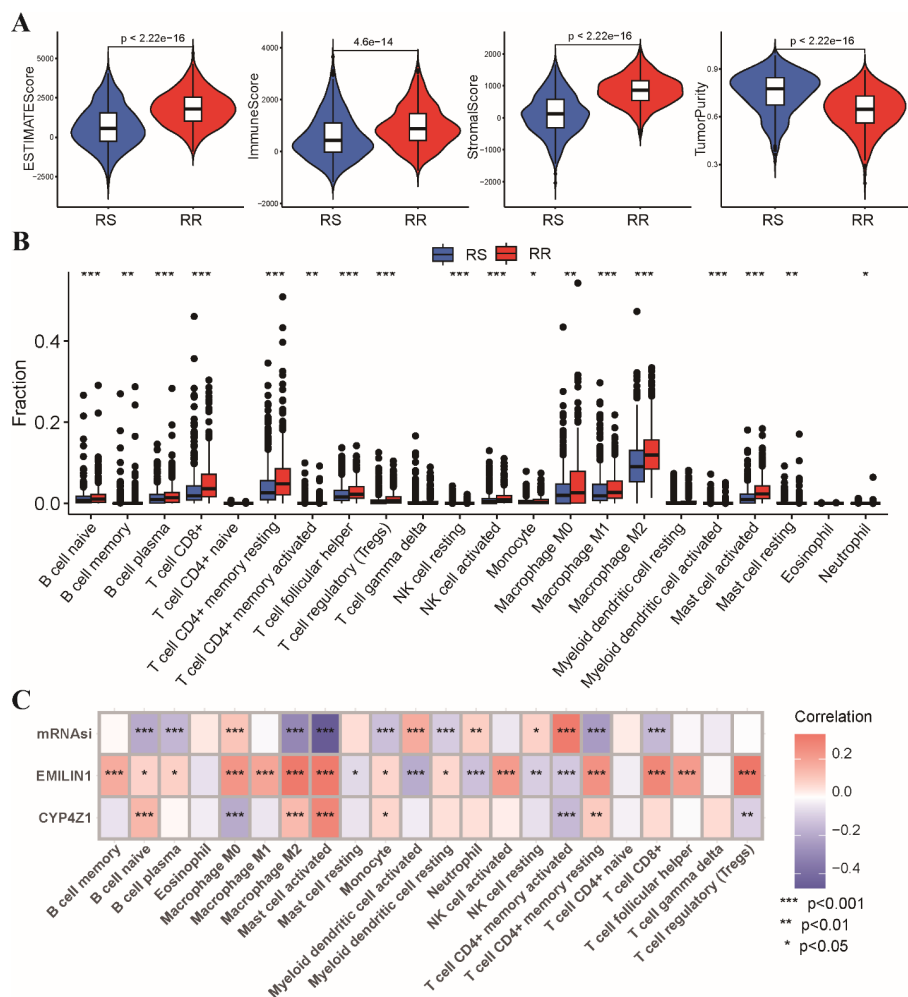 A
p < 2.22e−16
4.6e−14
p <2.22e−16
p <2.22e−16
ESTIMATEScore
5000
2500
0
−2500
RS
RR
ImmuneScore
4000
2000
0
−2000
RS
RR
StromalScore
2000
1000
0
−1000
−2000
RS
RR
TumorPurity
0.9
0.6
0.3
RS
RR
B
RS
RR
*** ** *** *** *** ** *** *** *** *** * ** *** *** *** *** ** *
Fraction
0.4
0.2
0.0
B cell naive
B cell memory
B cell plasma
T cell CD8+
T cell CD4+ naive
T cell CD4+ memory resting
T cell CD4+ memory activated
T cell follicular helper
T cell regulatory (Tregs)
T cell gamma delta
NK cell resting
NK cell activated
Monocyte
Macrophage M0
Macrophage M1
Macrophage M2
Myeloid dendritic cell resting
Myeloid dendritic cell activated
Mast cell activated
Mast cell resting
Eosinophil
Neutrophil
C
mRNAsi
*** *** *** *** *** *** *** *** ** * *** *** ***
EMILIN1
*** * * *** *** *** *** * * *** * *** *** ** *** *** *** *** ***
CYP4Z1
*** *** *** *** * *** ** **
B cell memory
B cell naive
B cell plasma
Eosinophil
Macrophage M0
Macrophage M1
Macrophage M2
Mast cell activated
Mast cell resting
Monocyte
Myeloid dendritic cell activated
Myeloid dendritic cell resting
Neutrophil
NK cell activated
NK cell resting
T cell CD4+ memory activated
T cell CD4+ memory resting
T cell CD4+ naive
T cell CD8+
T cell follicular helper
T cell gamma delta
T cell regulatory (Tregs)
Correlation
0.2
0.0
−0.2
−0.4
*** p<0.001
** p<0.01
* p<0.05